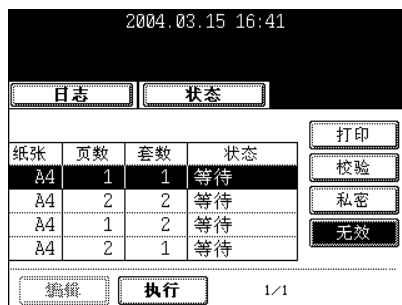 2004.03.15 16:41
日志 状态
打印
纸张 页数 套数 状态
校验
A4 1 1 等待
A4 2 2 等待
私密
A4 1 2 等待
无效
A4 2 1 等待
编辑 执行 1/1